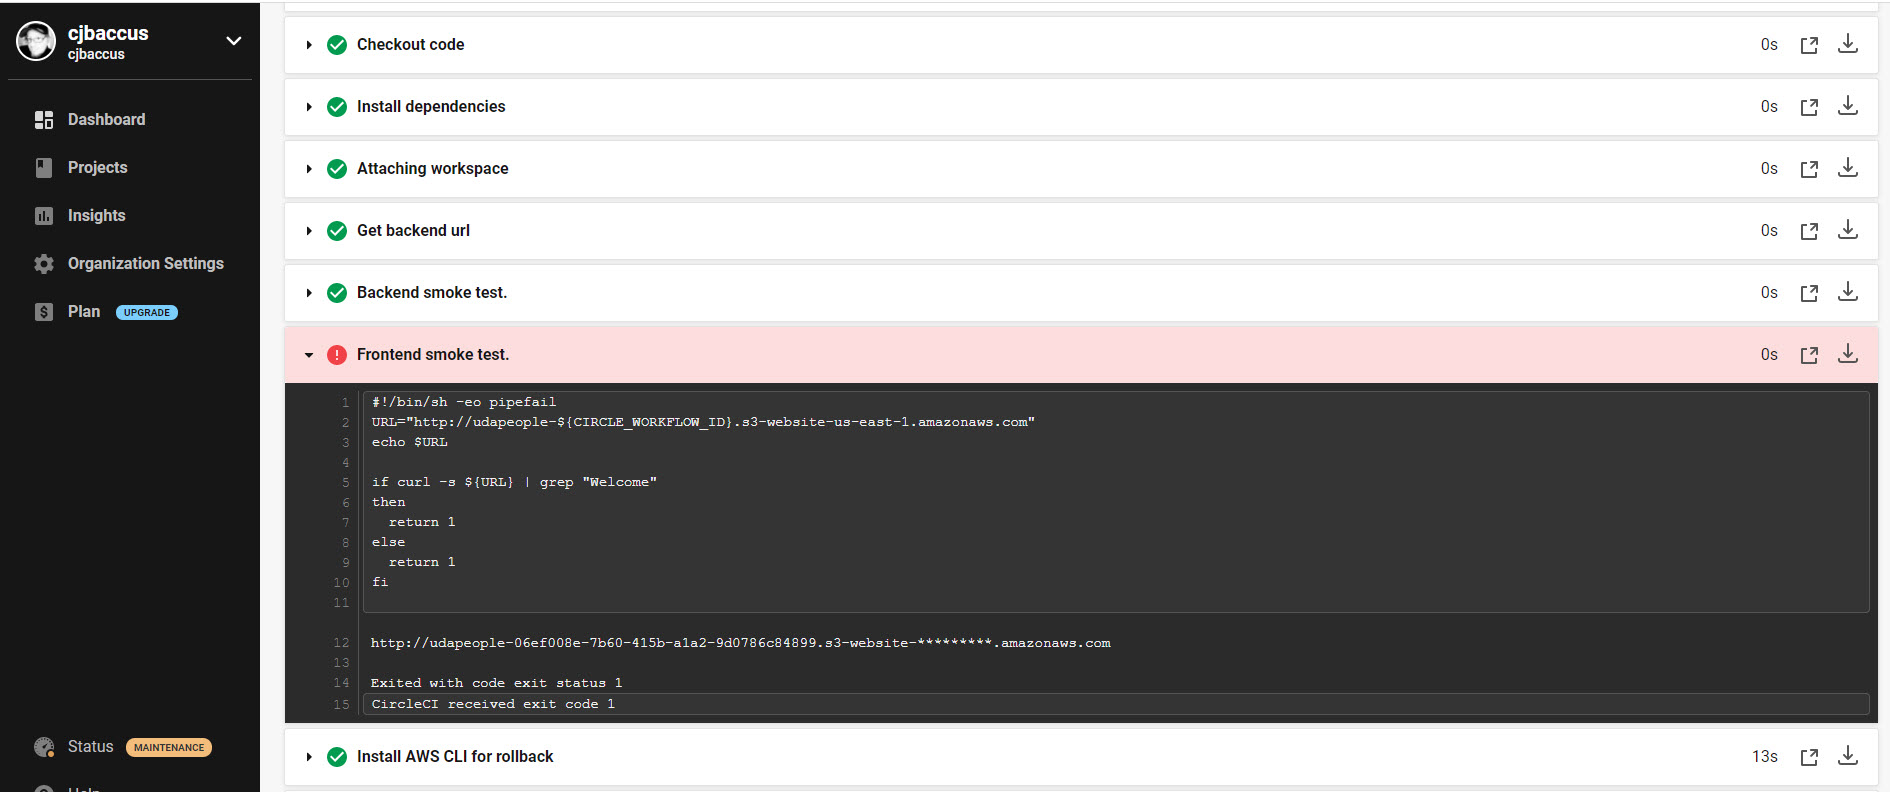 cjbaccus
cjbaccus
Dashboard
Projects
Insights
Organization Settings
Plan UPGRADE
Status MAINTENANCE
Checkout code 0s
Install dependencies 0s
Attaching workspace 0s
Get backend url 0s
Backend smoke test. 0s
Frontend smoke test. 0s
1 #!/bin/sh -eo pipefail
2 URL="http://udapeople-${CIRCLE_WORKFLOW_ID}.s3-website-us-east-1.amazonaws.com"
3 echo $URL
4
5 if curl -s ${URL} | grep "Welcome"
6 then
7   return 1
8 else
9   return 1
10 fi
11
12 http://udapeople-06ef008e-7b60-415b-a1a2-9d0786c84899.s3-website-*********.amazonaws.com
13
14 Exited with code exit status 1
15 CircleCI received exit code 1
Install AWS CLI for rollback 13s